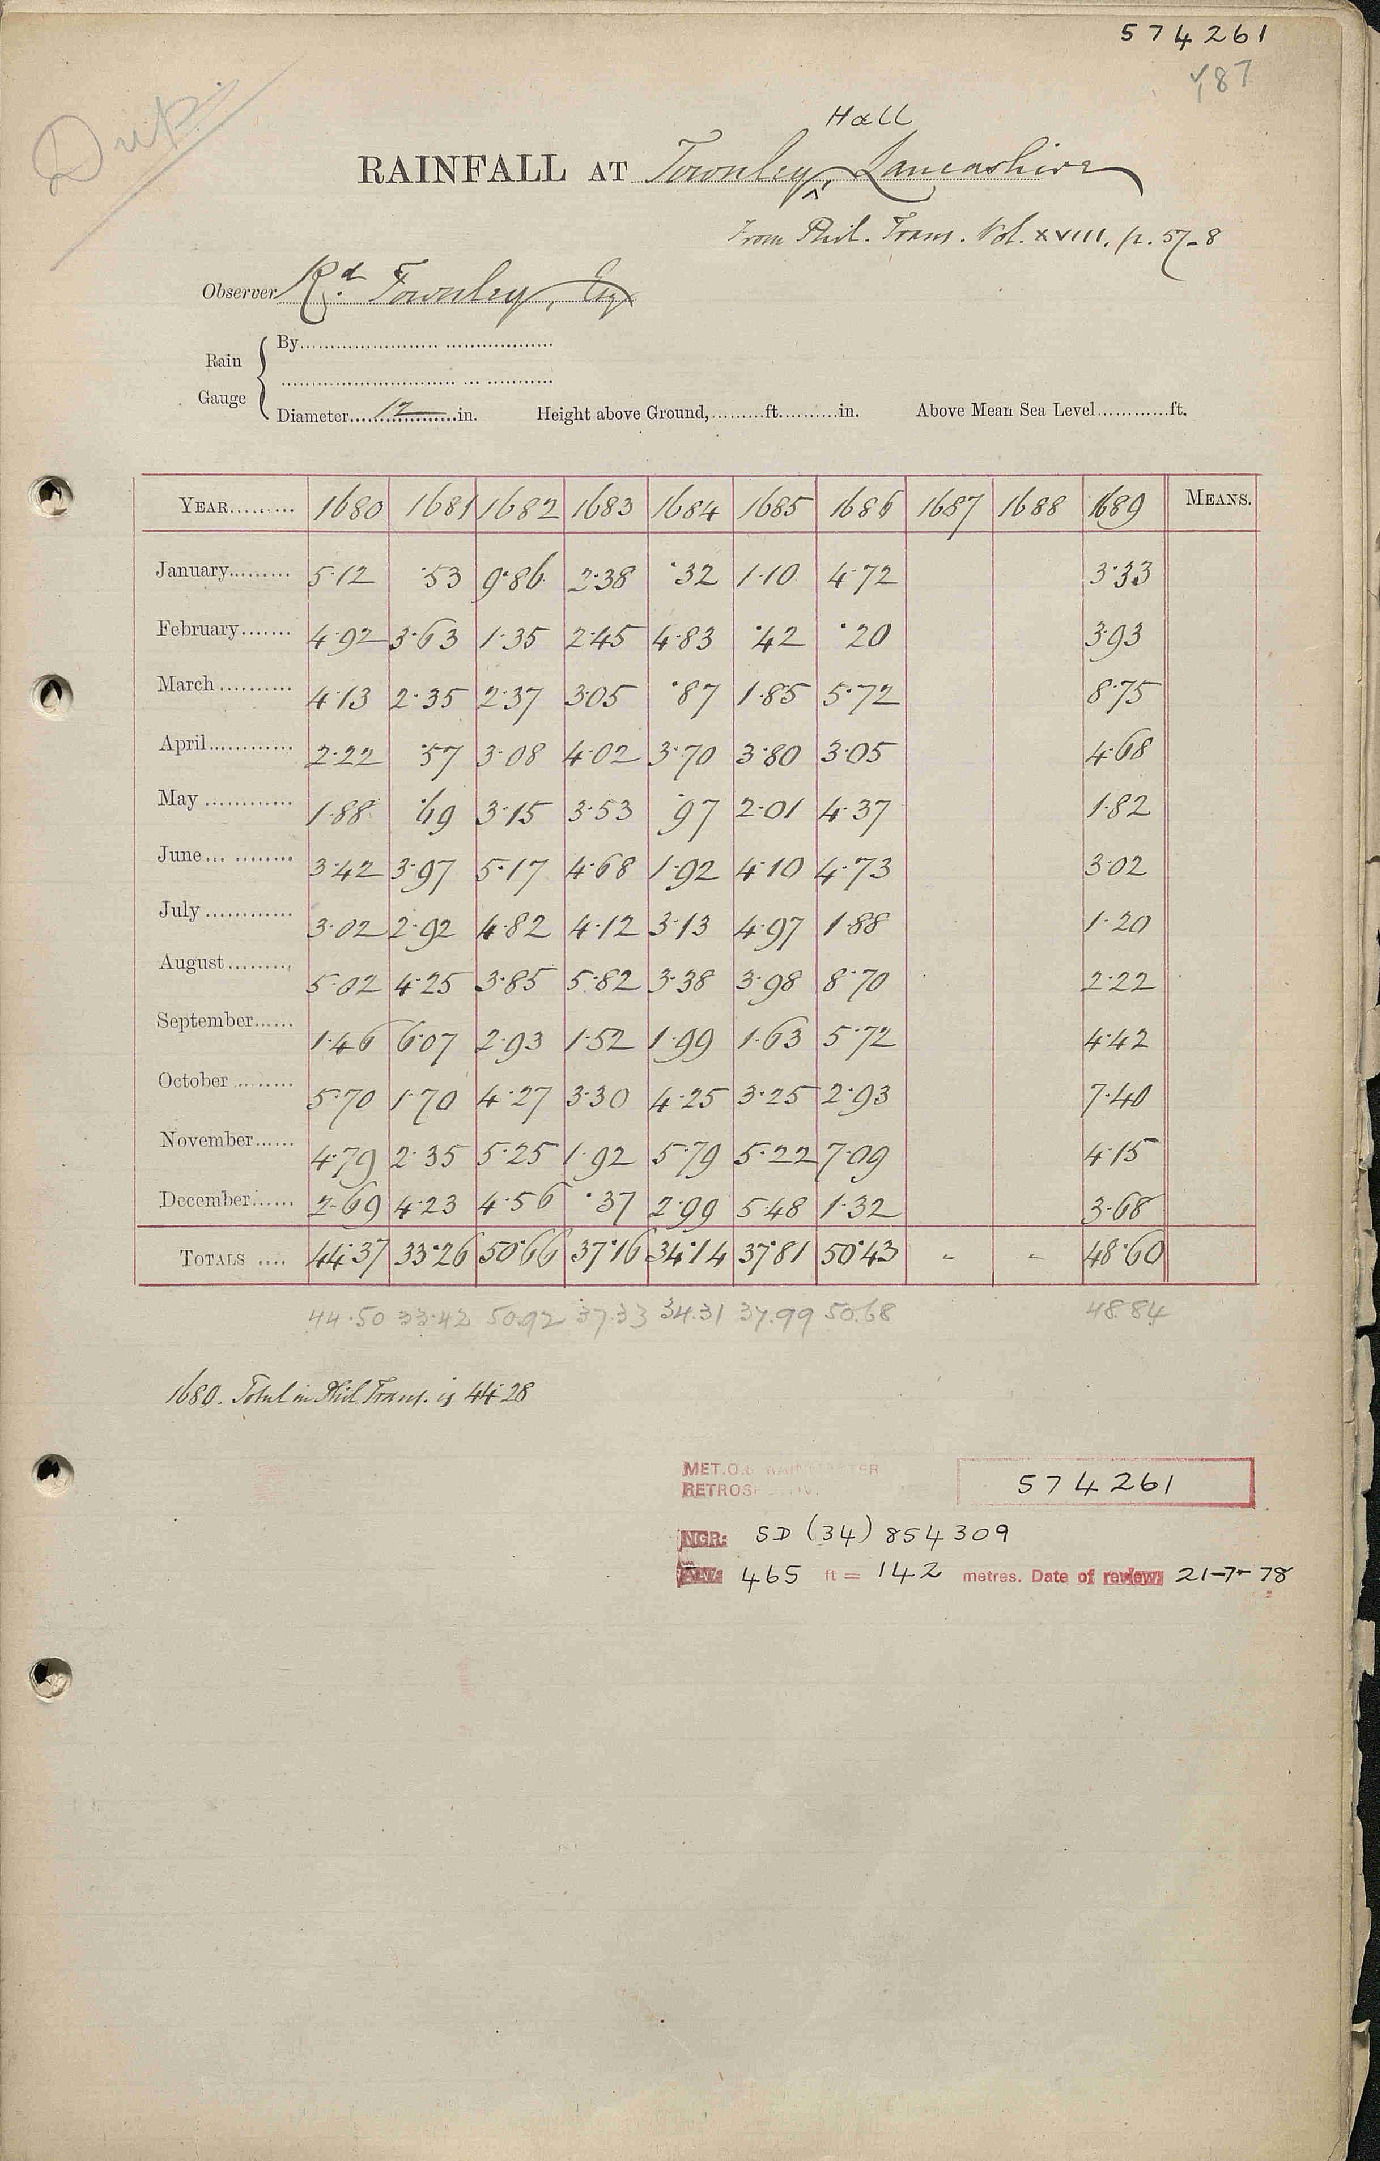 574261
487
Dup.
Hall
RAINFALL AT Townley, Lancashire
From Phil. Trans. Vol. XVIII. p. 57-8
Observer Rd. Townley, Esq
Rain Gauge { By
Diameter 12 in. Height above Ground, ft. in. Above Mean Sea Level ft.
YEAR 1680 1681 1682 1683 1684 1685 1686 1687 1688 1689 MEANS.
January 5·12 ·53 9·86 2·38 ·32 1·10 4·72 3·33
February 4·92 3·63 1·35 2·45 4·83 ·42 ·20 3·93
March 4·13 2·35 2·37 3·05 ·87 1·85 5·72 8·75
April 2·22 ·57 3·08 4·02 3·70 3·80 3·05 4·68
May 1·88 ·69 3·15 3·53 ·97 2·01 4·37 1·82
June 3·42 3·97 5·17 4·68 1·92 4·10 4·73 3·02
July 3·02 2·92 4·82 4·12 3·13 4·97 1·88 1·20
August 5·02 4·25 3·85 5·82 3·38 3·98 8·70 2·22
September 1·46 6·07 2·93 1·52 1·99 1·63 5·72 4·42
October 5·70 1·70 4·27 3·30 4·25 3·25 2·93 7·40
November 4·79 2·35 5·25 1·92 5·79 5·22 7·09 4·15
December 2·69 4·23 4·56 ·37 2·99 5·48 1·32 3·68
TOTALS 44·37 33·26 50·66 37·16 34·14 37·81 50·43 - - 48·60
44.50 33.42 50.92 37.33 34.31 37.99 50.68 48.84
1680. Total in Phil Trans. is 44·28
MET.O.8 RAINMASTER
RETROSPECTIVE 574261
NGR: SD (34) 854309
465 ft = 142 metres. Date of review: 21-7-78